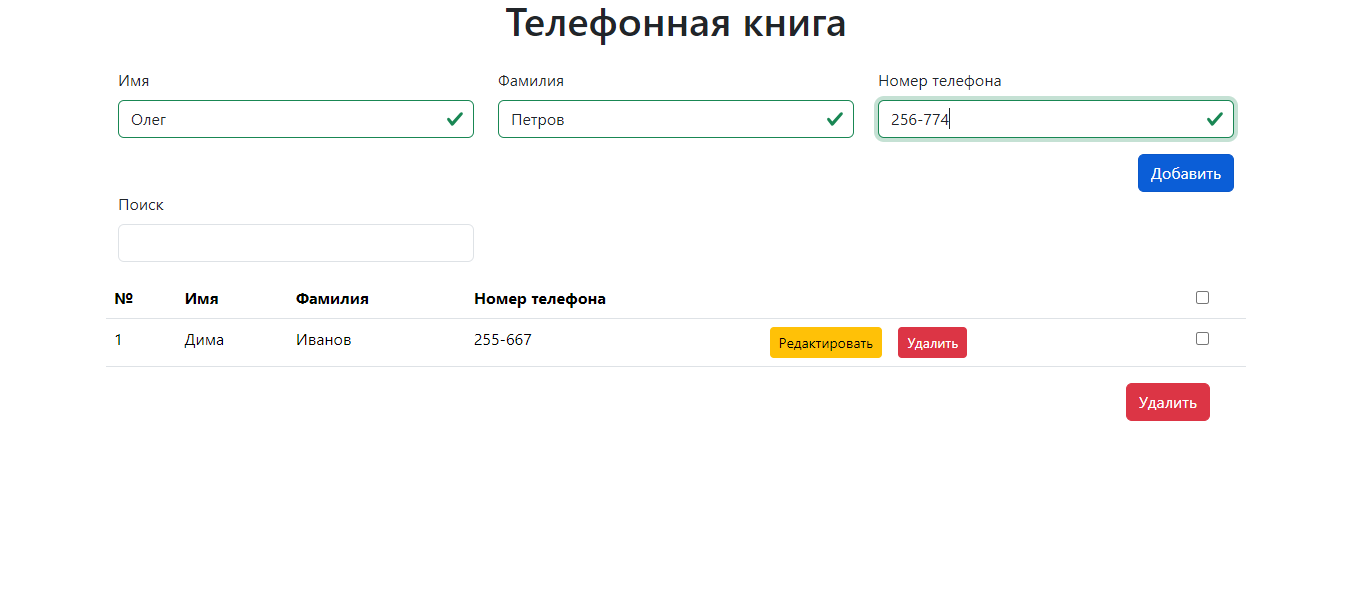 Телефонная книга
Имя Фамилия Номер телефона
Олег Петров 256-774
Добавить
Поиск
№ Имя Фамилия Номер телефона
1 Дима Иванов 255-667 Редактировать Удалить
Удалить